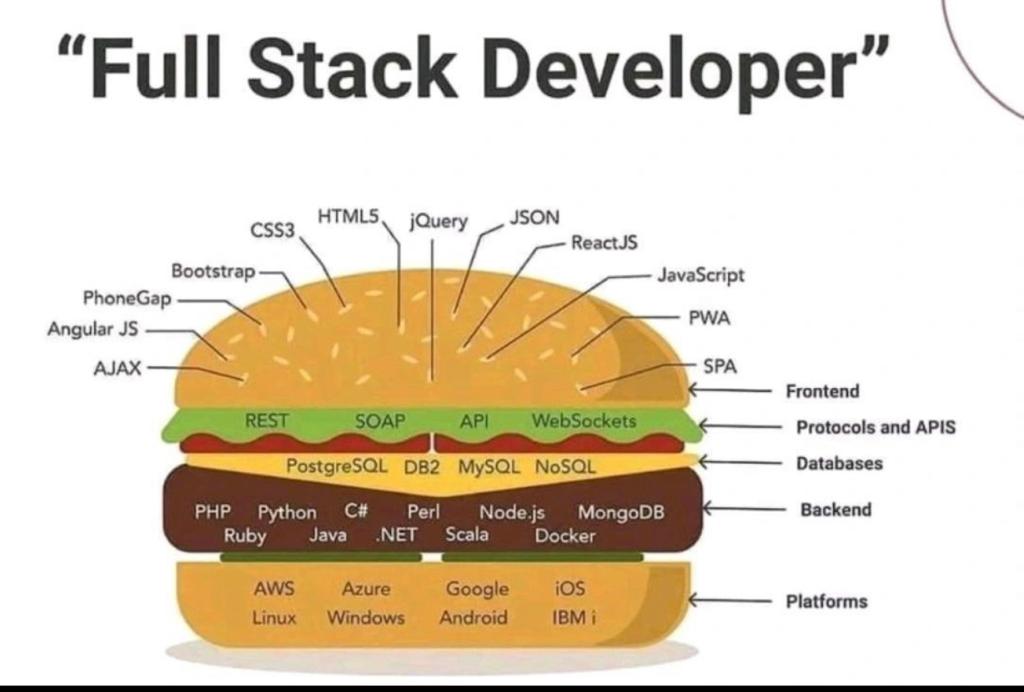 “Full Stack Developer”
HTML5
jQuery
JSON
CSS3
ReactJS
Bootstrap
JavaScript
PhoneGap
PWA
Angular JS
AJAX
SPA
Frontend
REST SOAP API WebSockets
Protocols and APIS
PostgreSQL DB2 MySQL NoSQL
Databases
PHP Python C# Perl Node.js MongoDB
Backend
Ruby Java .NET Scala Docker
AWS Azure Google iOS
Platforms
Linux Windows Android IBM i